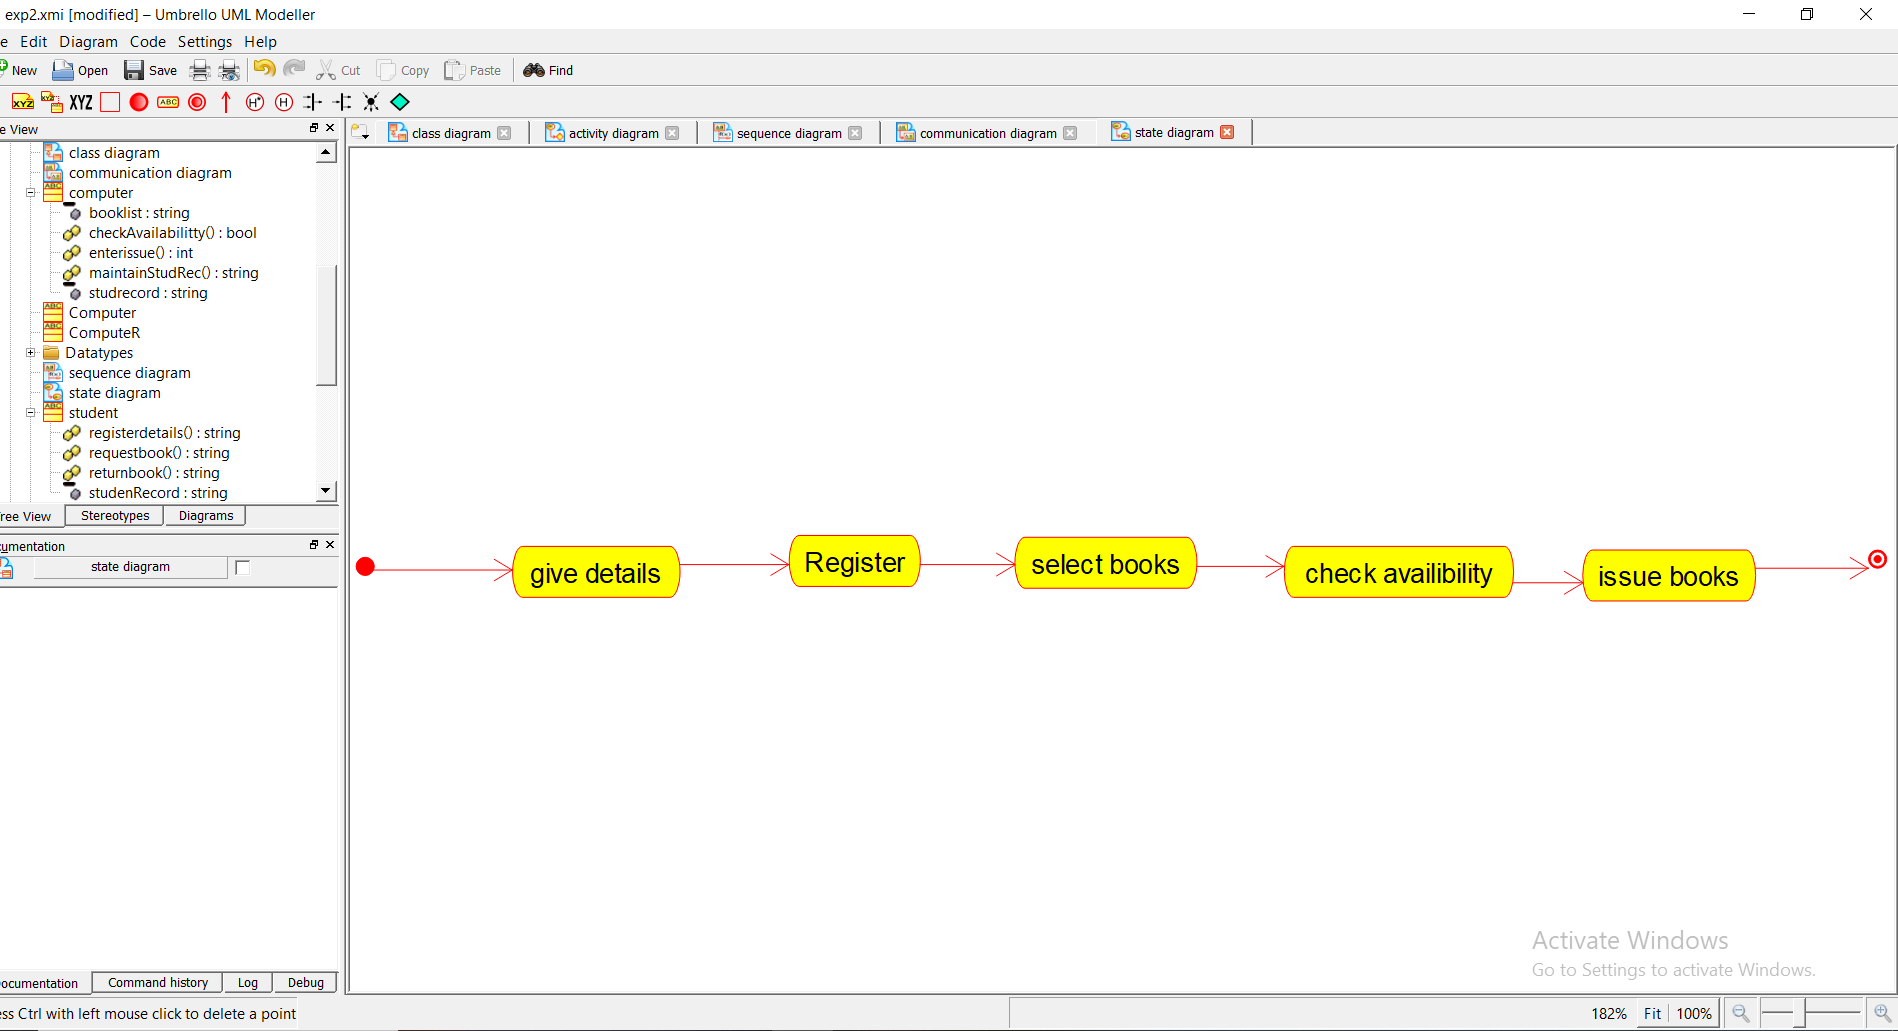 exp2.xmi [modified] – Umbrello UML Modeller
e Edit Diagram Code Settings Help
New Open Save Cut Copy Paste Find
XYZ XYZ XYZ ABC H* H
e View
class diagram activity diagram sequence diagram communication diagram state diagram
class diagram
communication diagram
computer
booklist : string
checkAvailabilitty() : bool
enterissue() : int
maintainStudRec() : string
studrecord : string
Computer
ComputeR
Datatypes
sequence diagram
state diagram
student
registerdetails() : string
requestbook() : string
returnbook() : string
studenRecord : string
ree View Stereotypes Diagrams
umentation
state diagram
give details Register select books check availibility issue books
Activate Windows
Go to Settings to activate Windows.
ocumentation Command history Log Debug
ess Ctrl with left mouse click to delete a point
182% Fit 100%